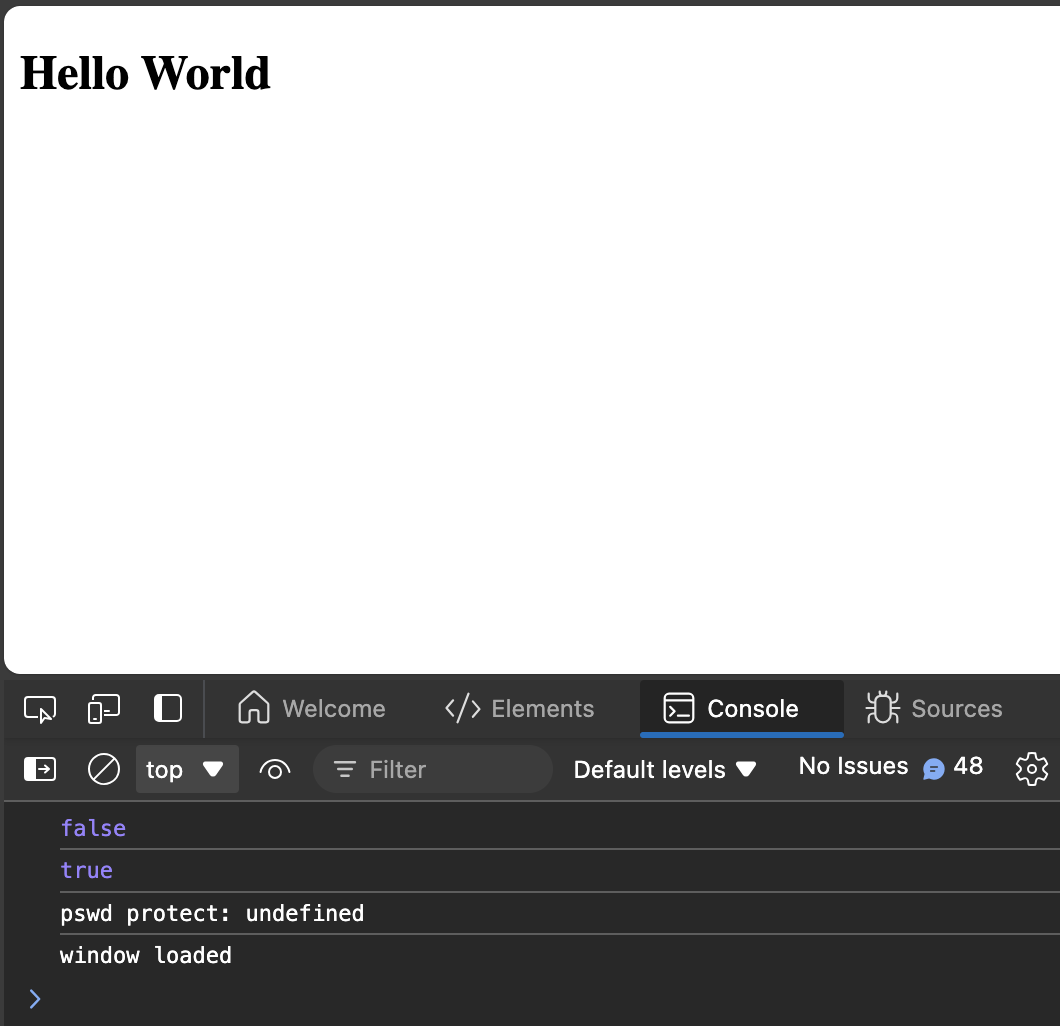 Hello World
Welcome Elements Console Sources
top Filter Default levels No Issues 48
false
true
pswd protect: undefined
window loaded